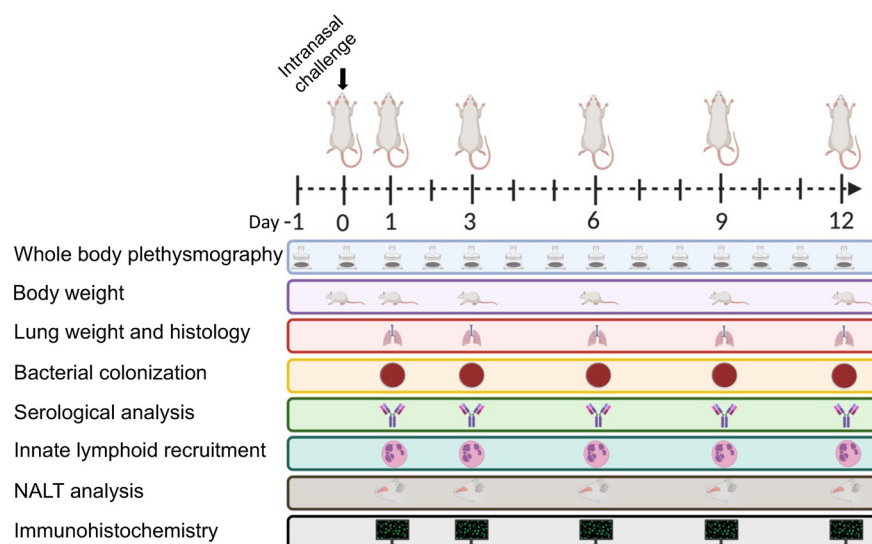 Intranasal
challenge
Day -1 0 1 3 6 9 12
Whole body plethysmography
Body weight
Lung weight and histology
Bacterial colonization
Serological analysis
Innate lymphoid recruitment
NALT analysis
Immunohistochemistry